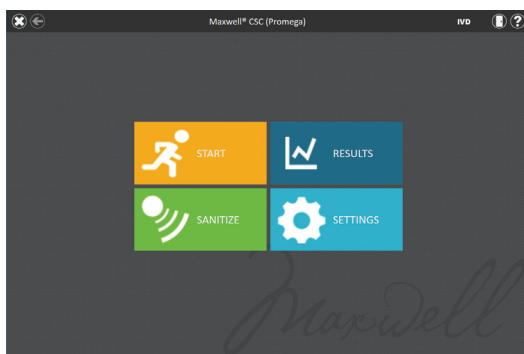 Maxwell® CSC (Promega)
IVD
?
START
RESULTS
SANITIZE
SETTINGS
Maxwell